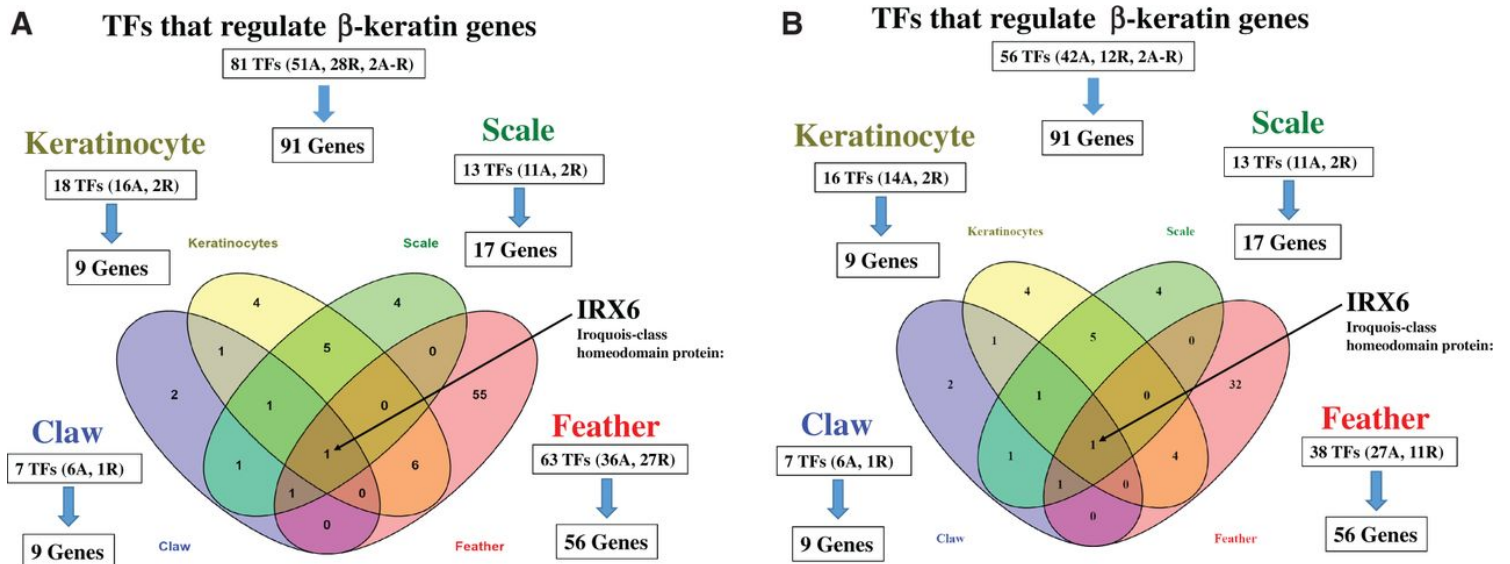 A
TFs that regulate β-keratin genes
81 TFs (51A, 28R, 2A-R)
91 Genes
Keratinocyte
18 TFs (16A, 2R)
9 Genes
Scale
13 TFs (11A, 2R)
17 Genes
Keratinocytes
Scale
4
4
IRX6
Iroquois-class
homeodomain protein:
1
5
0
2
55
1
0
1
1
6
1
0
0
Claw
7 TFs (6A, 1R)
9 Genes
Claw
Feather
63 TFs (36A, 27R)
56 Genes
Feather
B
TFs that regulate β-keratin genes
56 TFs (42A, 12R, 2A-R)
91 Genes
Keratinocyte
16 TFs (14A, 2R)
9 Genes
Scale
13 TFs (11A, 2R)
17 Genes
Keratinocytes
Scale
4
4
IRX6
Iroquois-class
homeodomain protein:
1
5
0
2
32
1
0
1
1
4
1
0
0
Claw
7 TFs (6A, 1R)
9 Genes
Claw
Feather
38 TFs (27A, 11R)
56 Genes
Feather